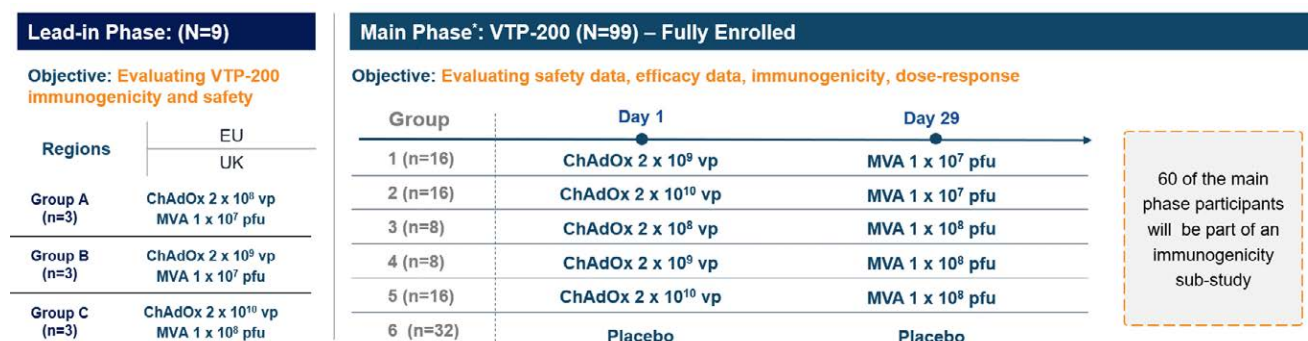 Lead-in Phase: (N=9)
Objective: Evaluating VTP-200
immunogenicity and safety
Regions
EU
UK
Group A
(n=3)
ChAdOx 2 x 10⁸ vp
MVA 1 x 10⁷ pfu
Group B
(n=3)
ChAdOx 2 x 10⁹ vp
MVA 1 x 10⁷ pfu
Group C
(n=3)
ChAdOx 2 x 10¹⁰ vp
MVA 1 x 10⁸ pfu
Main Phase*: VTP-200 (N=99) – Fully Enrolled
Objective: Evaluating safety data, efficacy data, immunogenicity, dose-response
Group Day 1 Day 29
1 (n=16) ChAdOx 2 x 10⁹ vp MVA 1 x 10⁷ pfu
2 (n=16) ChAdOx 2 x 10¹⁰ vp MVA 1 x 10⁷ pfu
3 (n=8) ChAdOx 2 x 10⁸ vp MVA 1 x 10⁸ pfu
4 (n=8) ChAdOx 2 x 10⁹ vp MVA 1 x 10⁸ pfu
5 (n=16) ChAdOx 2 x 10¹⁰ vp MVA 1 x 10⁸ pfu
6 (n=32) Placebo Placebo
60 of the main
phase participants
will be part of an
immunogenicity
sub-study